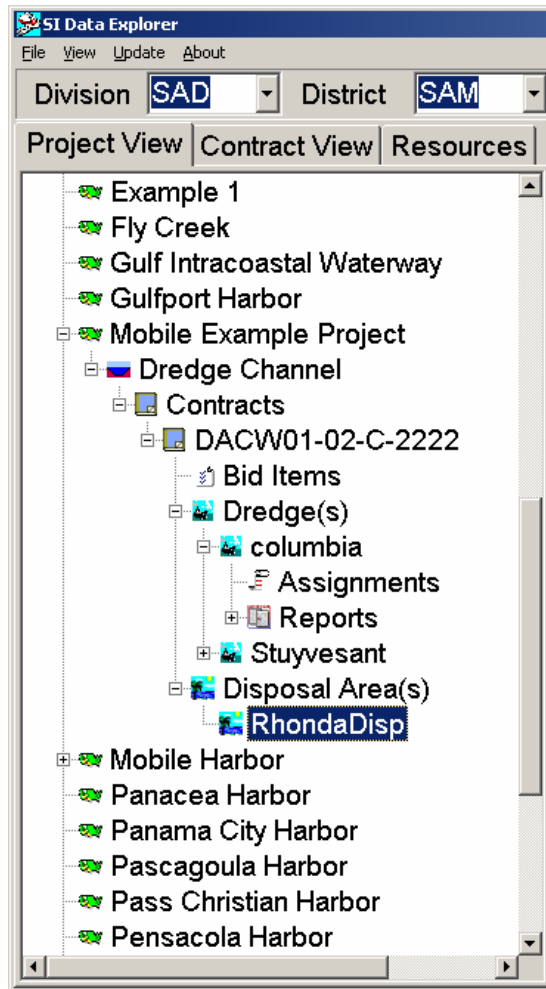 SI Data Explorer
File View Update About
Division SAD District SAM
Project View Contract View Resources
Example 1
Fly Creek
Gulf Intracoastal Waterway
Gulfport Harbor
Mobile Example Project
Dredge Channel
Contracts
DACW01-02-C-2222
Bid Items
Dredge(s)
columbia
Assignments
Reports
Stuyvesant
Disposal Area(s)
RhondaDisp
Mobile Harbor
Panacea Harbor
Panama City Harbor
Pascagoula Harbor
Pass Christian Harbor
Pensacola Harbor